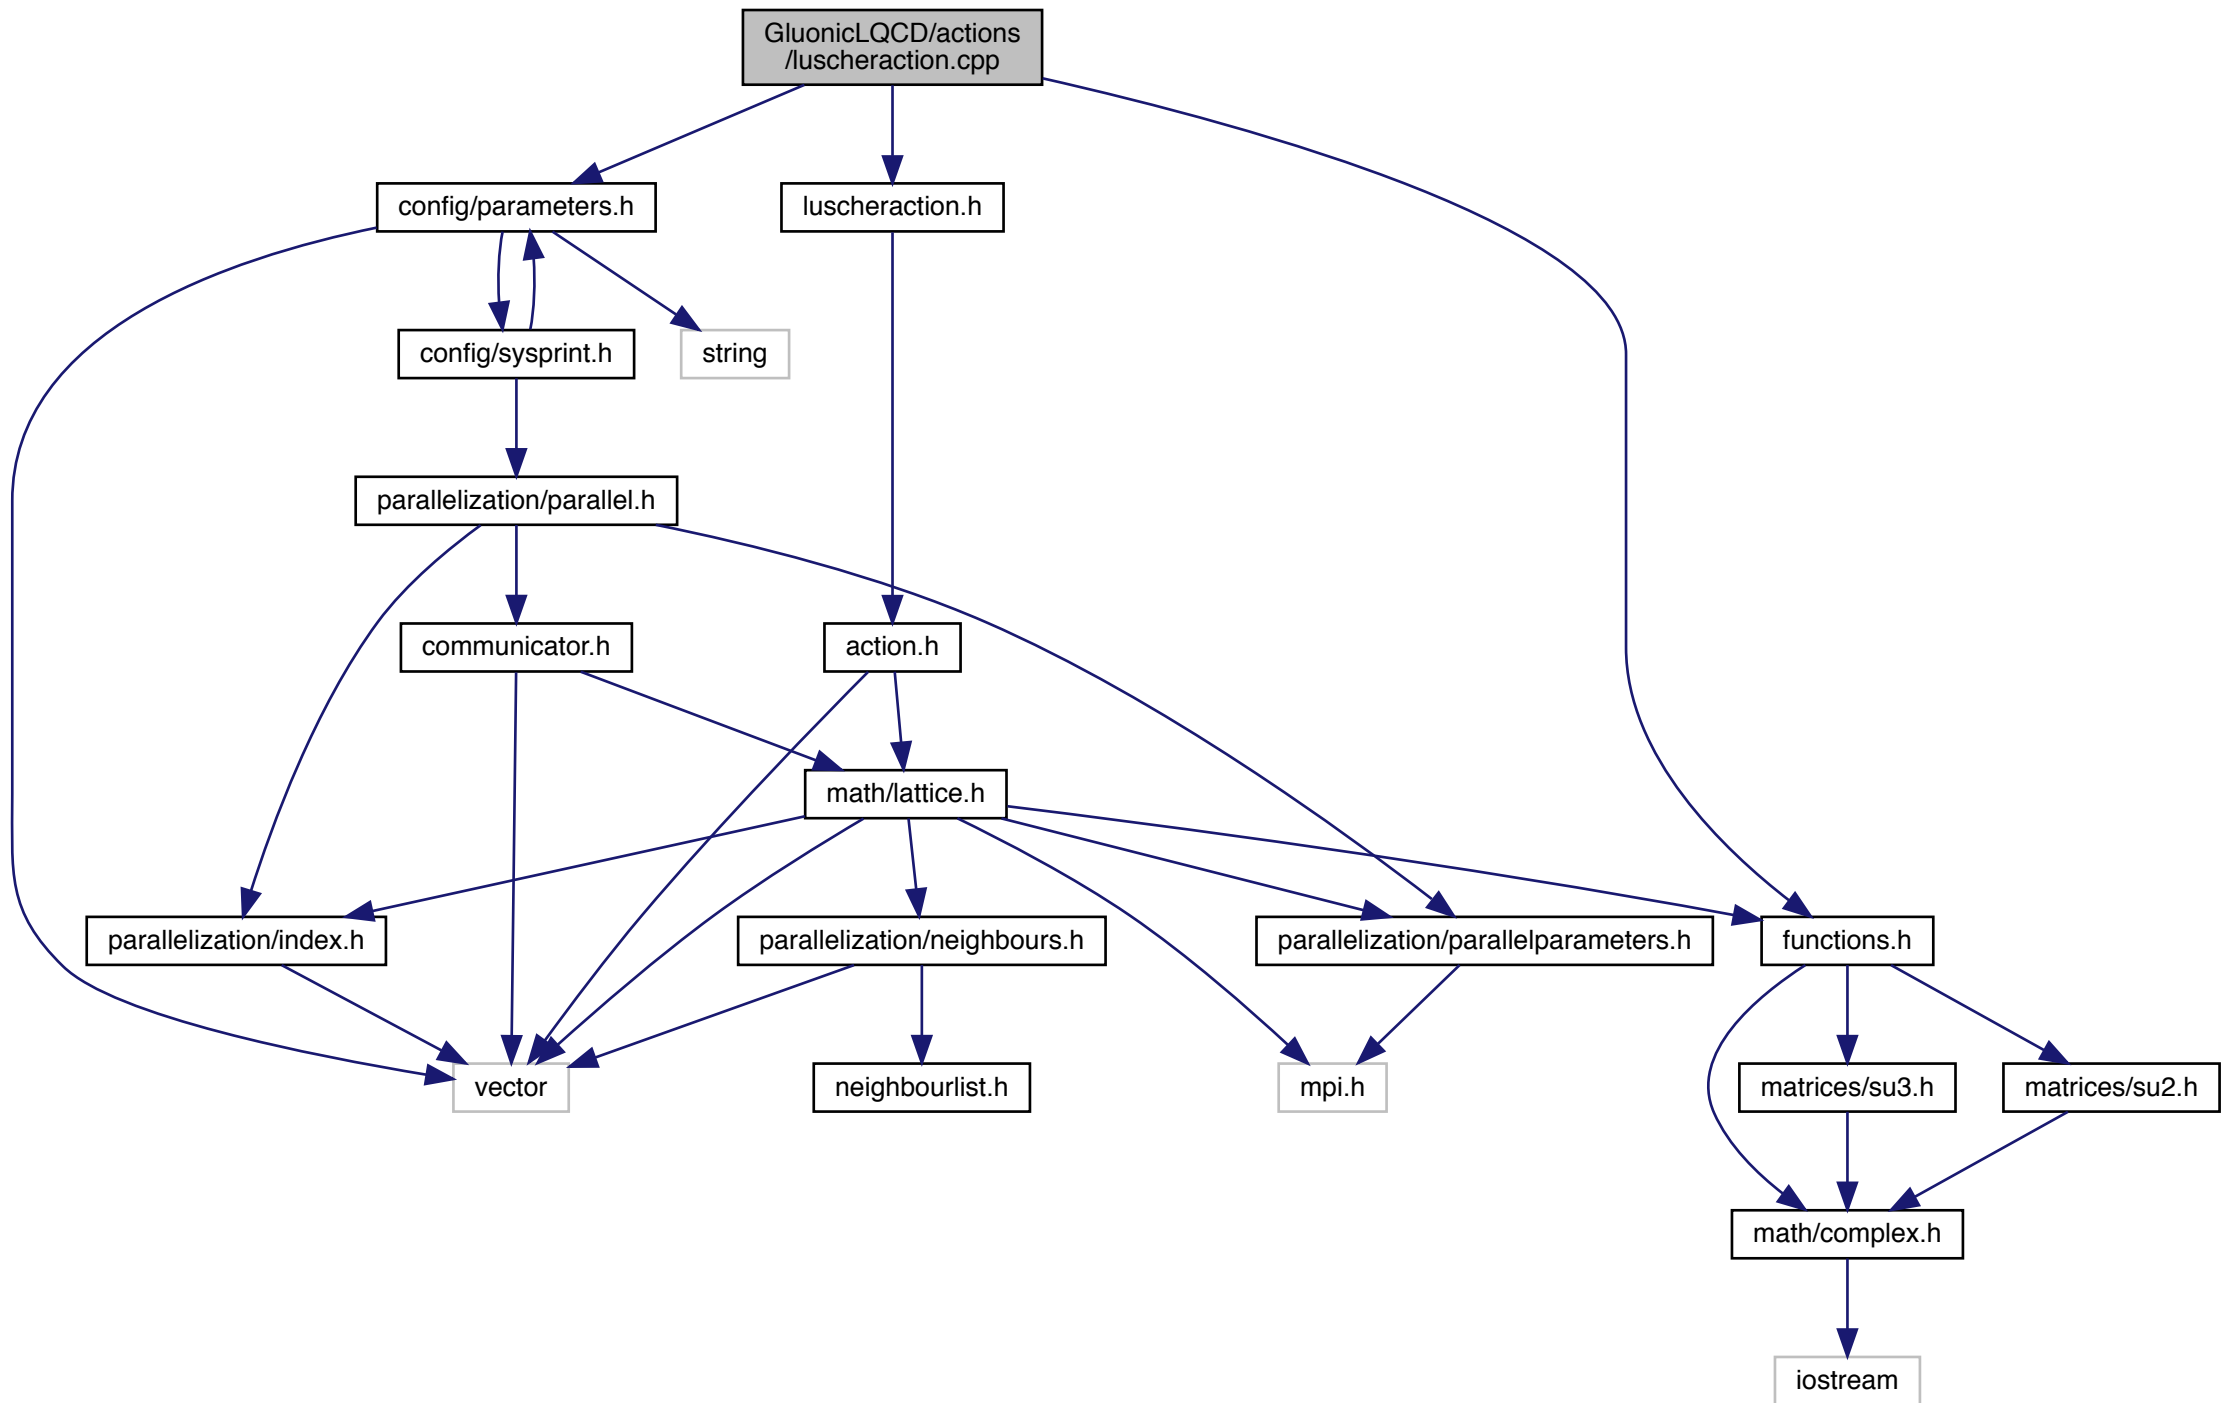 GluonicLQCD/actions
/luscheraction.cpp
config/parameters.h
luscheraction.h
config/sysprint.h
string
parallelization/parallel.h
communicator.h
action.h
math/lattice.h
parallelization/index.h
parallelization/neighbours.h
parallelization/parallelparameters.h
functions.h
vector
neighbourlist.h
mpi.h
matrices/su3.h
matrices/su2.h
math/complex.h
iostream